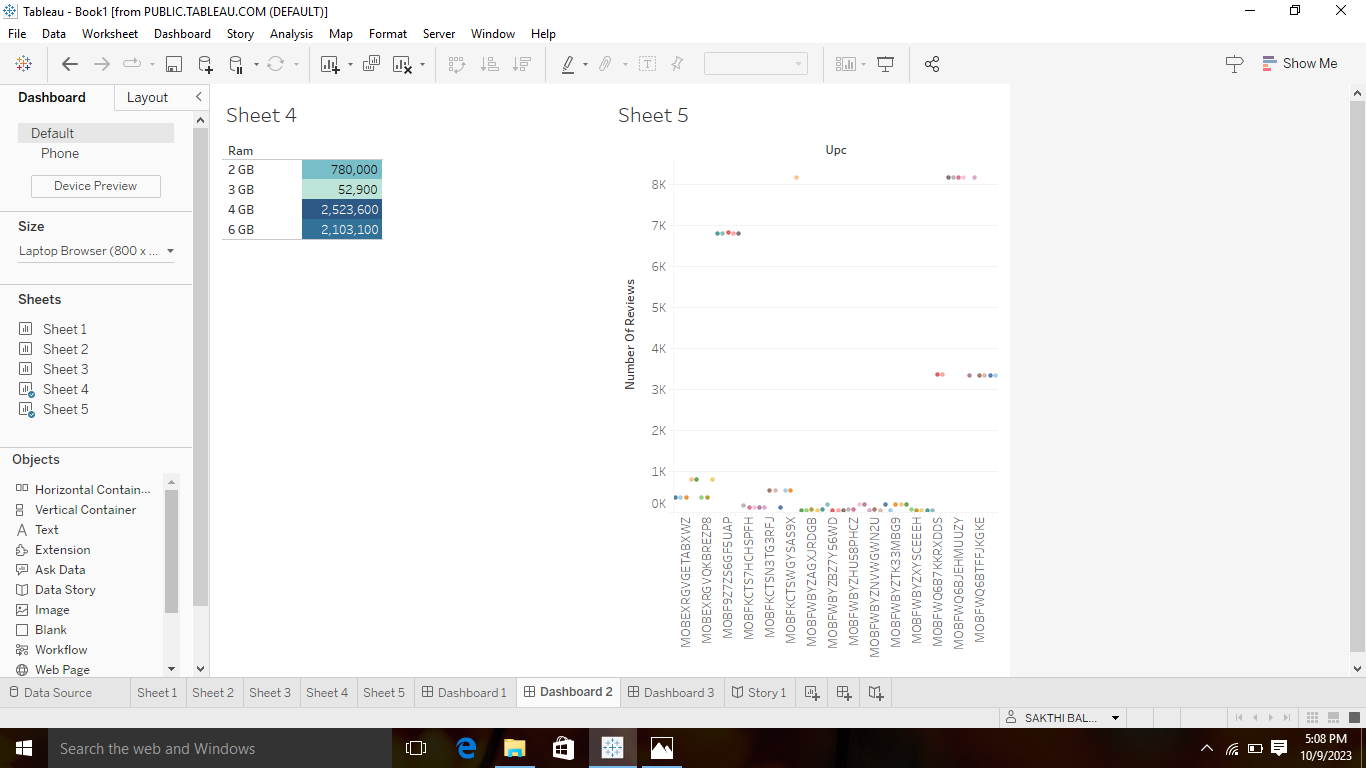 Tableau - Book1 [from PUBLIC.TABLEAU.COM (DEFAULT)]
File Data Worksheet Dashboard Story Analysis Map Format Server Window Help
Show Me
Dashboard Layout
Default
Phone
Device Preview
Size
Laptop Browser (800 x ...
Sheets
Sheet 1
Sheet 2
Sheet 3
Sheet 4
Sheet 5
Objects
Horizontal Contain...
Vertical Container
Text
Extension
Ask Data
Data Story
Image
Blank
Workflow
Web Page
Sheet 4
Ram
2 GB 780,000
3 GB 52,900
4 GB 2,523,600
6 GB 2,103,100
Sheet 5
Upc
Number Of Reviews
8K
7K
6K
5K
4K
3K
2K
1K
0K
MOBEXRGVGETABXWZ
MOBEXRGVQKBREZP8
MOBF9Z7ZS6GF5UAP
MOBFKCTS7HCHSPFH
MOBFKCTSN3TG3RFJ
MOBFKCTSWGYSAS9X
MOBFWBYZAGXJRDGB
MOBFWBYZBZ7Y56WD
MOBFWBYZHU58PHCZ
MOBFWBYZNVWGWN2U
MOBFWBYZTK33MBG9
MOBFWBYZXYSCEEEH
MOBFWQ6B7KKRXDDS
MOBFWQ6BJEHMUUZY
MOBFWQ6BTFFJKGKE
Data Source Sheet 1 Sheet 2 Sheet 3 Sheet 4 Sheet 5 Dashboard 1 Dashboard 2 Dashboard 3 Story 1
SAKTHI BAL...
Search the web and Windows
5:08 PM
10/9/2023